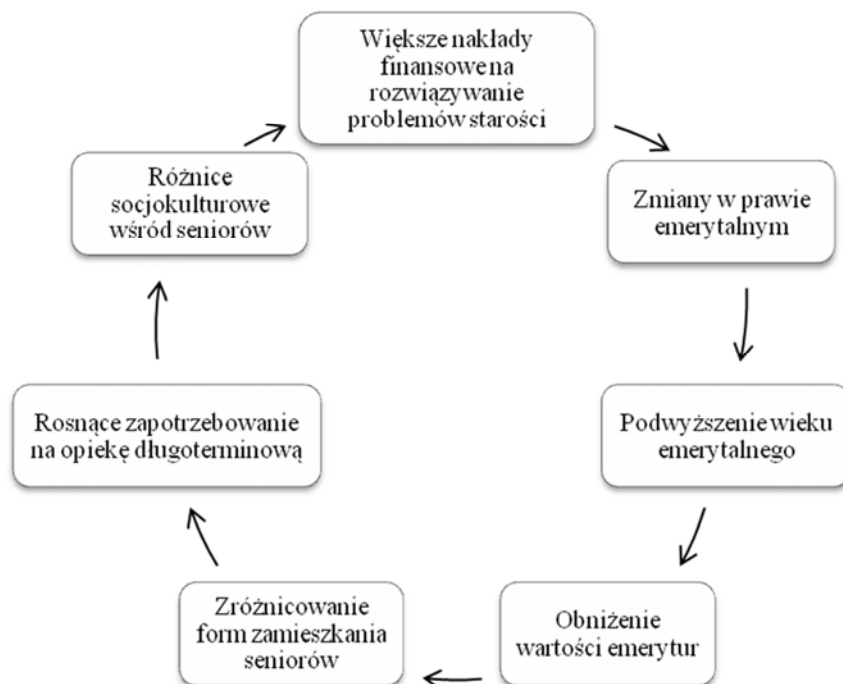 Większe nakłady
finansowe na
rozwiązywanie
problemów starości
Zmiany w prawie
emerytalnym
Podwyższenie wieku
emerytalnego
Obniżenie
wartości emerytur
Zróżnicowanie
form zamieszkania
seniorów
Rosnące zapotrzebowanie
na opiekę długoterminową
Różnice
socjokulturowe
wśród seniorów